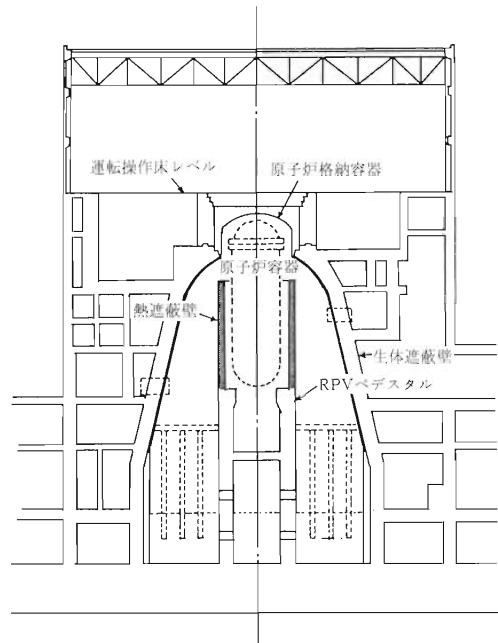 運転操作床レベル
原子炉格納容器
原子炉容器
熱遮蔽壁
生体遮蔽壁
RPVペデスタル